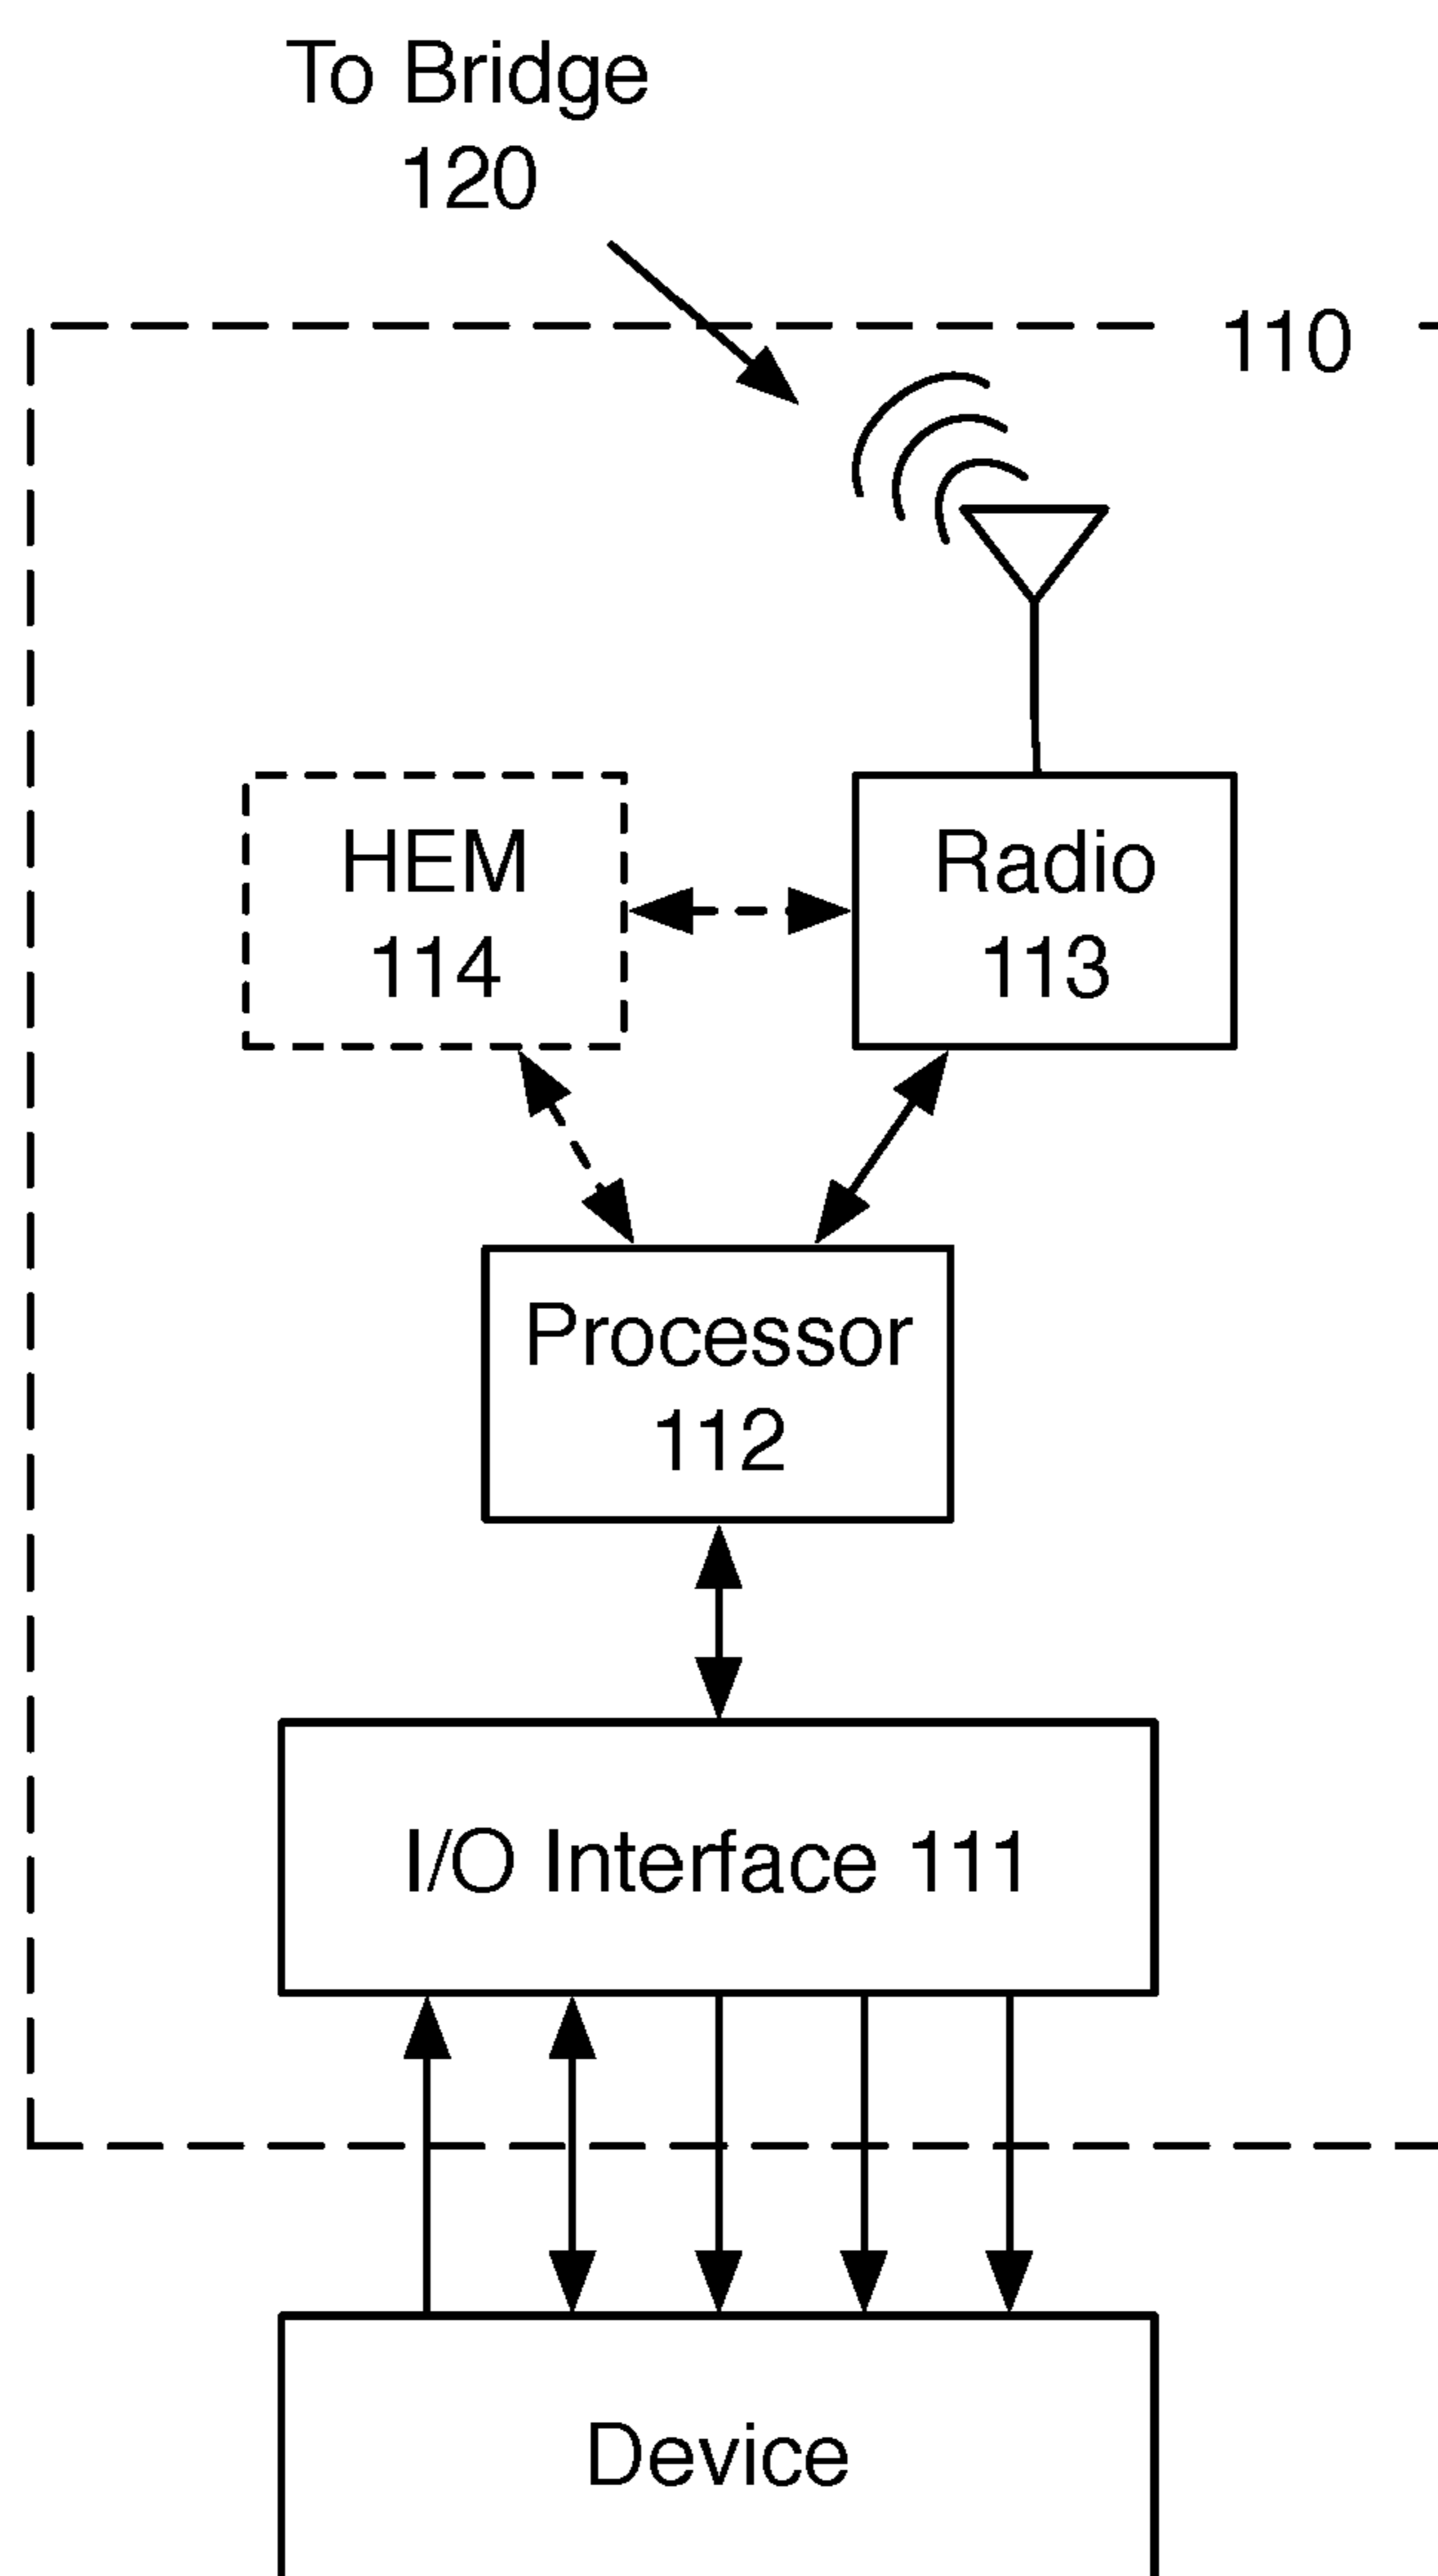 To Bridge
120
110
HEM
114
Radio
113
Processor
112
I/O Interface 111
Device